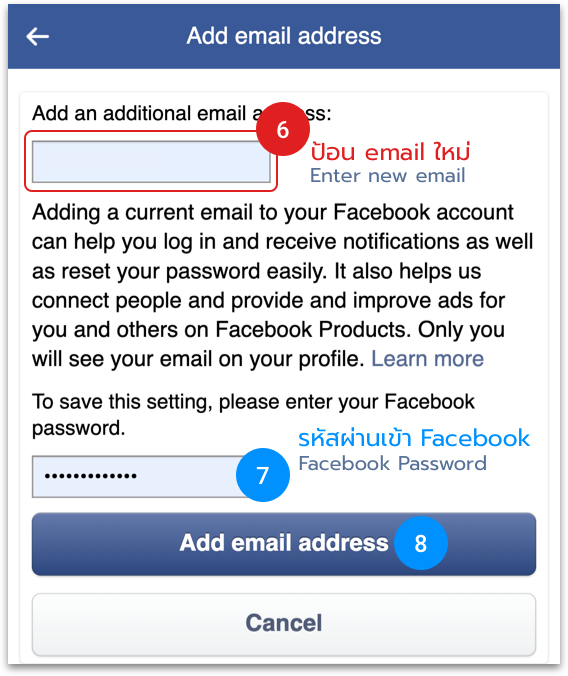 Add email address
Add an additional email a ss:
6
ป้อน email ใหม่
Enter new email
Adding a current email to your Facebook account
can help you log in and receive notifications as well
as reset your password easily. It also helps us
connect people and provide and improve ads for
you and others on Facebook Products. Only you
will see your email on your profile. Learn more
To save this setting, please enter your Facebook
password.
รหัสผ่านเข้า Facebook
Facebook Password
•••••••••••••
7
Add email address
8
Cancel